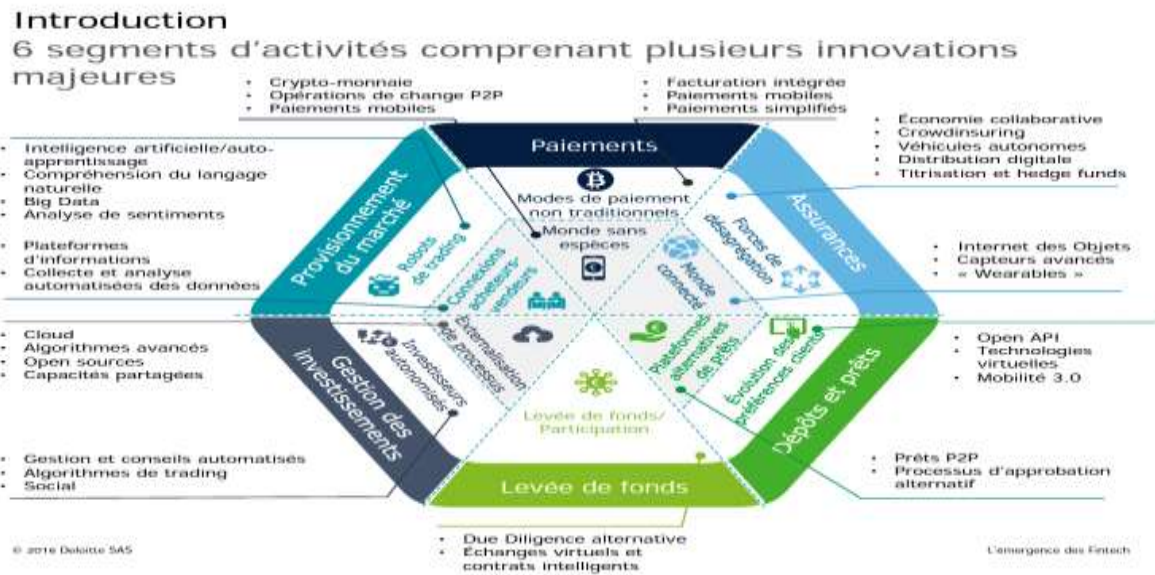 Introduction
6 segments d'activités comprenant plusieurs innovations
majeures
• Crypto-monnaie
• Opérations de change P2P
• Paiements mobiles
• Facturation intégrée
• Paiements mobiles
• Paiements simplifiés
• Économie collaborative
• Crowdinsuring
• Véhicules autonomes
• Distribution digitale
• Titrisation et hedge funds
• Intelligence artificielle/auto-
apprentissage
• Compréhension du langage
naturelle
• Big Data
• Analyse de sentiments
• Plateformes
d'informations
• Collecte et analyse
automatisées des données
Paiements
Modes de paiement
non traditionnels
Monde sans
espèces
Provisionnement
du marché
Robots
de trading
Connexions
acheteurs-
vendeurs
Assurances
Forces de
désagrégation
Monde
connecté
• Internet des Objets
• Capteurs avancés
• « Wearables »
• Cloud
• Algorithmes avancés
• Open sources
• Capacités partagées
Gestion des
investissements
Investisseurs
autonomisés
Externalisation
de processus
Plateformes
alternatives
de prêts
Évolution des
préférences clients
Dépôts et prêts
• Open API
• Technologies
virtuelles
• Mobilité 3.0
Levée de fonds/
Participation
Levée de fonds
• Gestion et conseils automatisés
• Algorithmes de trading
• Social
• Prêts P2P
• Processus d'approbation
alternatif
• Due Diligence alternative
• Échanges virtuels et
contrats intelligents
© 2016 Deloitte SAS
L'émergence des Fintech